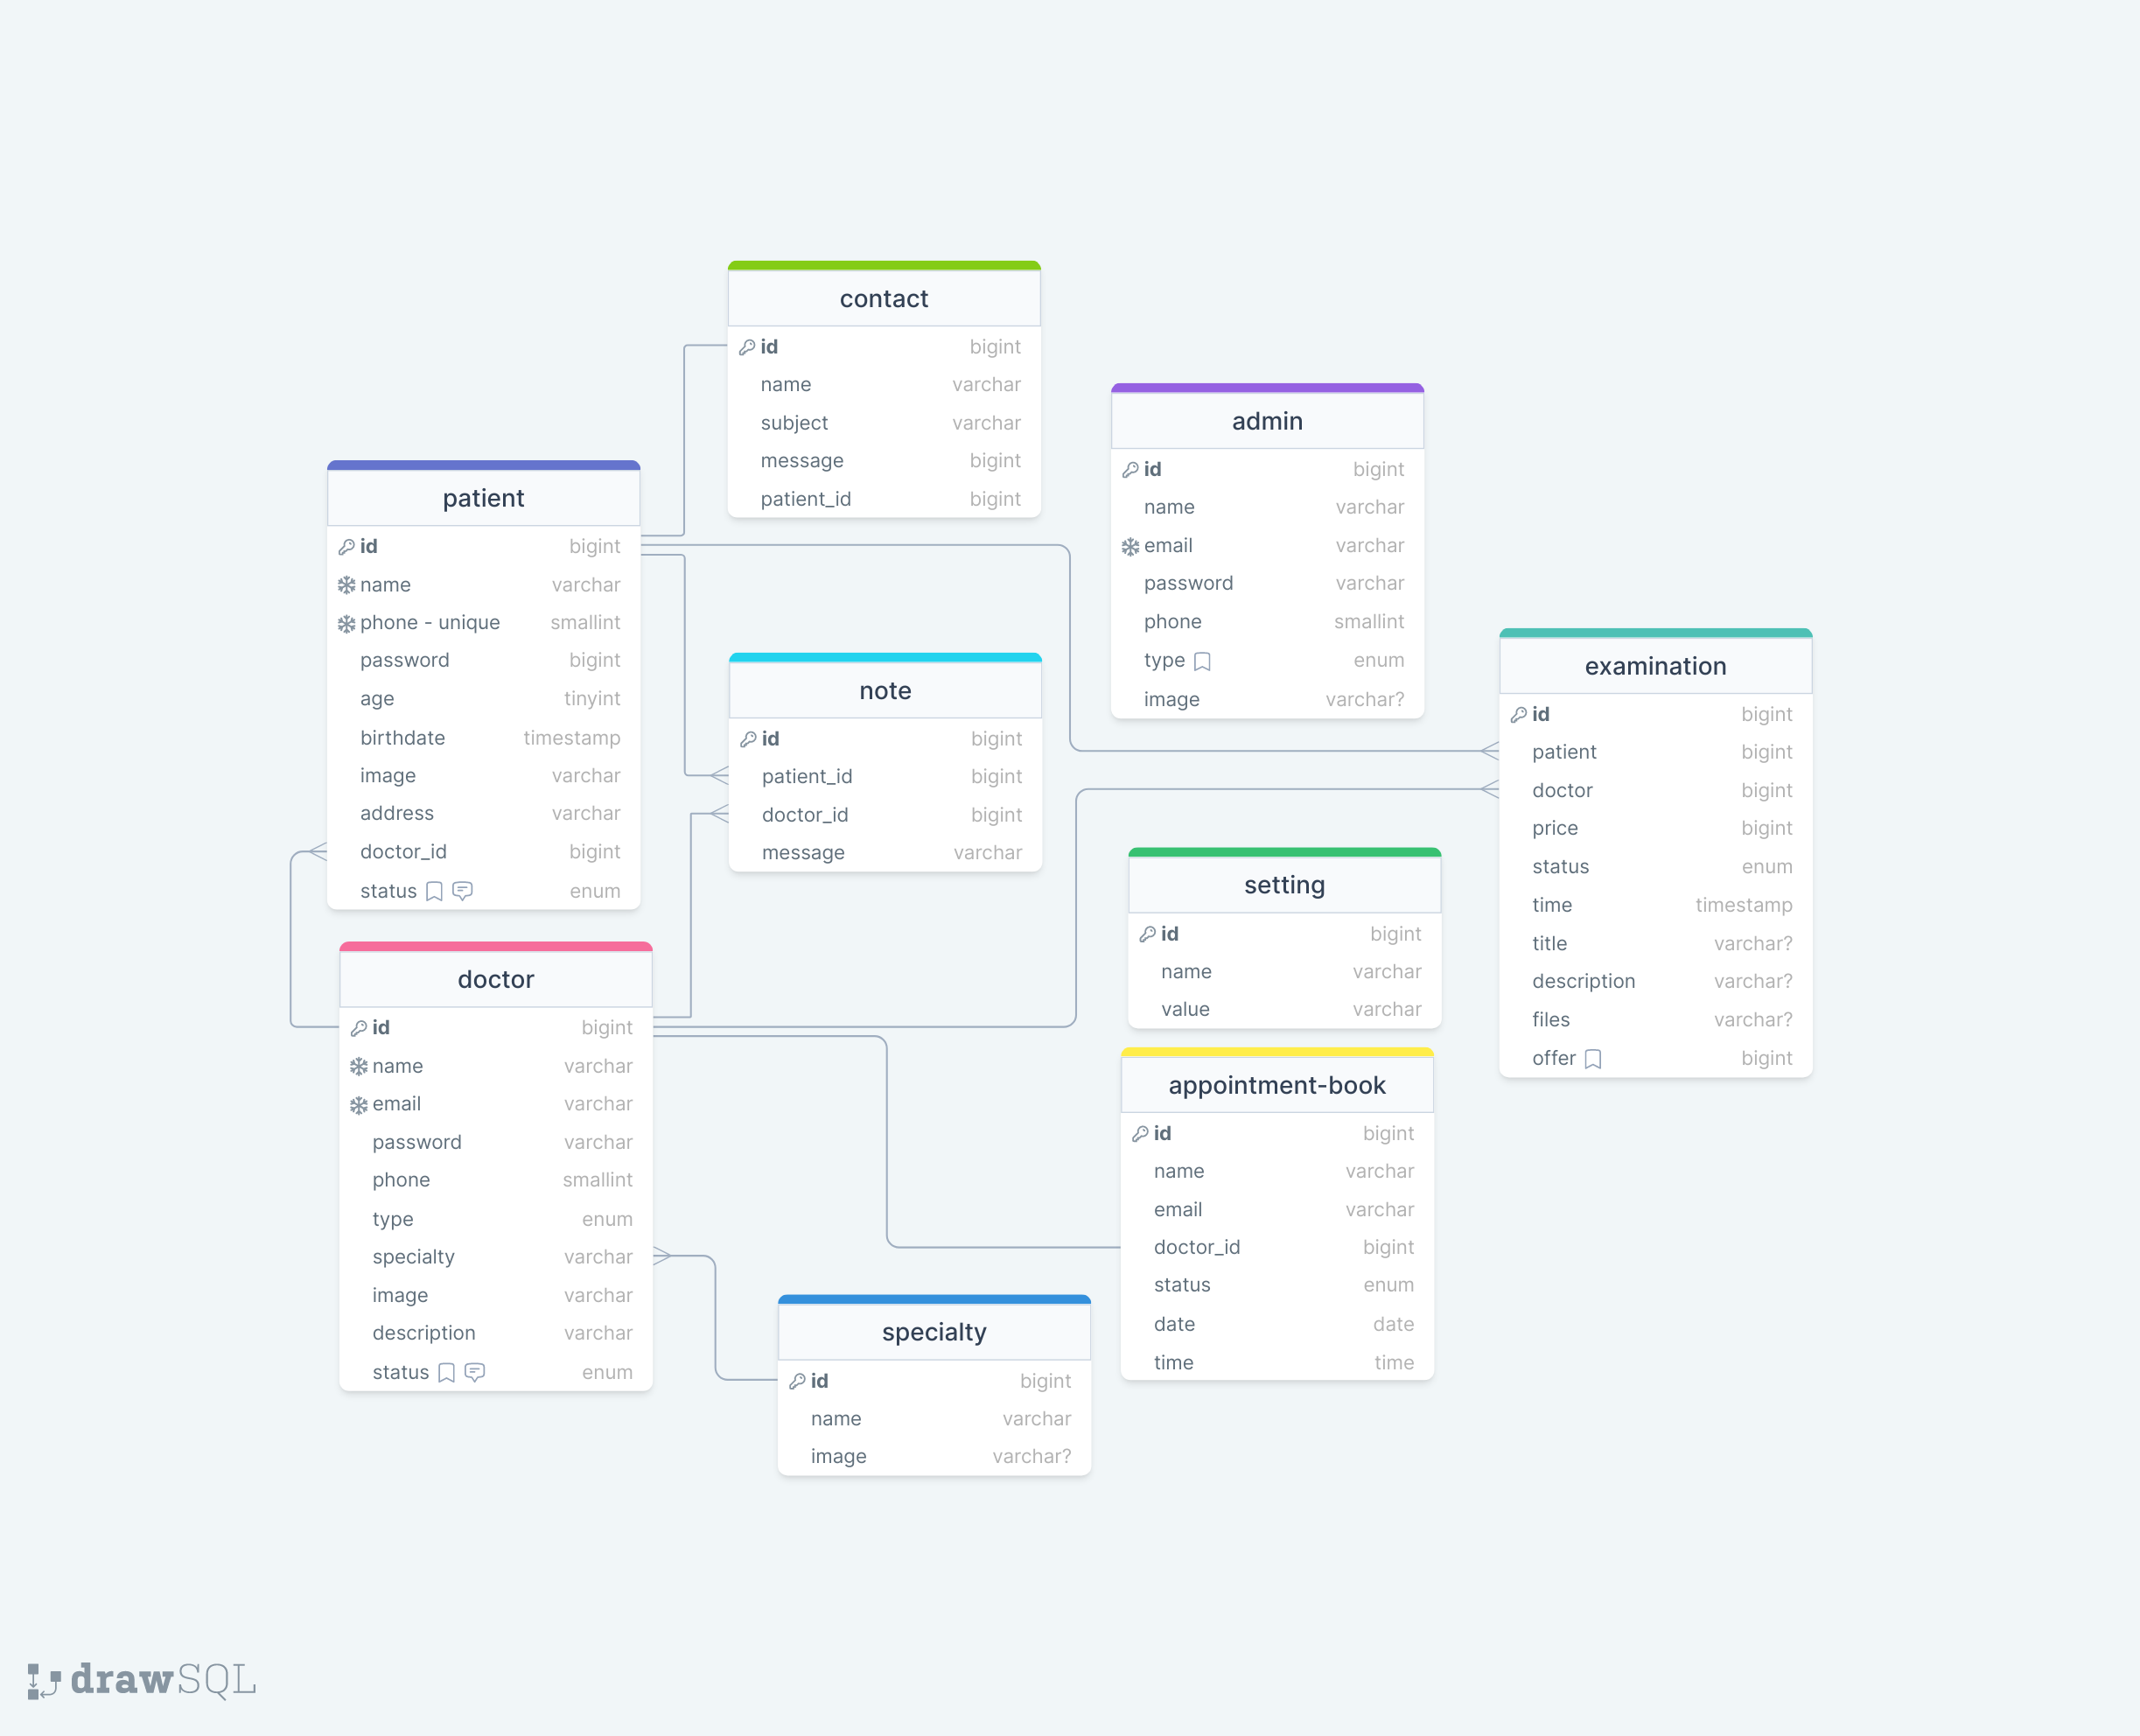 contact
id bigint
name varchar
subject varchar
message bigint
patient_id bigint
admin
id bigint
name varchar
email varchar
password varchar
phone smallint
type enum
image varchar?
patient
id bigint
name varchar
phone - unique smallint
password bigint
age tinyint
birthdate timestamp
image varchar
address varchar
doctor_id bigint
status enum
note
id bigint
patient_id bigint
doctor_id bigint
message varchar
examination
id bigint
patient bigint
doctor bigint
price bigint
status enum
time timestamp
title varchar?
description varchar?
files varchar?
offer bigint
setting
id bigint
name varchar
value varchar
doctor
id bigint
name varchar
email varchar
password varchar
phone smallint
type enum
specialty varchar
image varchar
description varchar
status enum
appointment-book
id bigint
name varchar
email varchar
doctor_id bigint
status enum
date date
time time
specialty
id bigint
name varchar
image varchar?
drawSQL